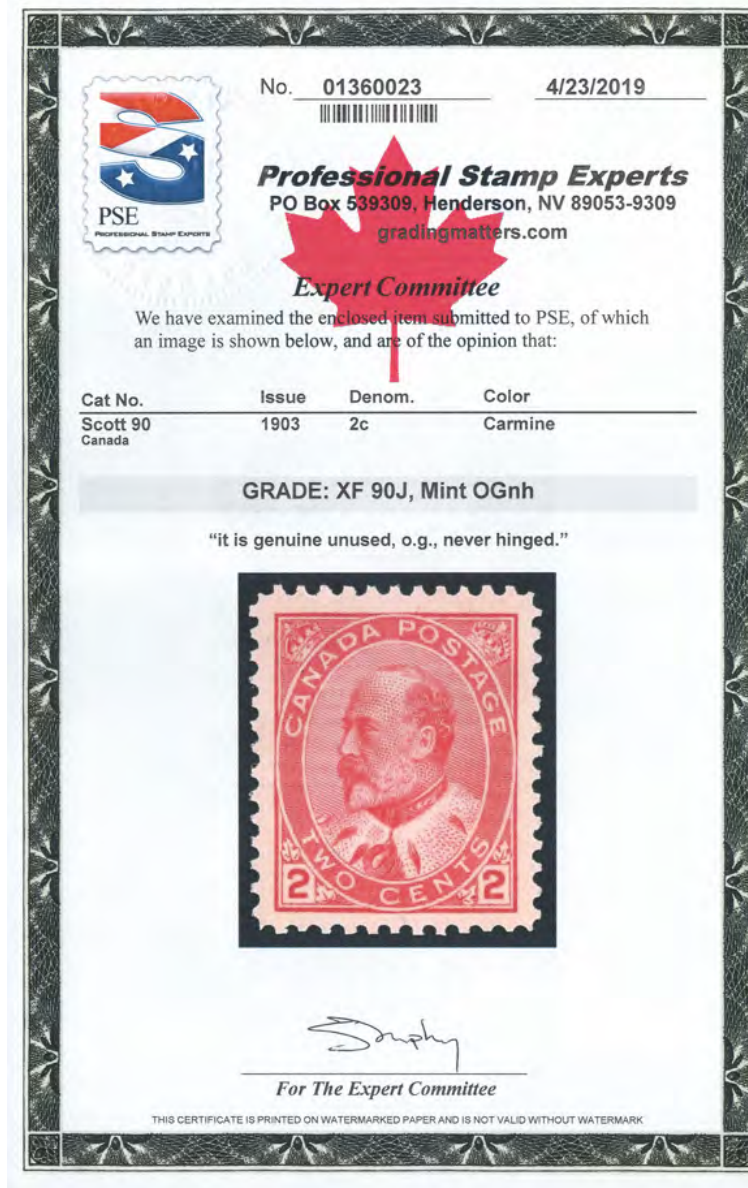 No. 01360023 4/23/2019
PSE
PROFESSIONAL STAMP EXPERTS
Professional Stamp Experts
PO Box 539309, Henderson, NV 89053-9309
gradingmatters.com
Expert Committee
We have examined the enclosed item submitted to PSE, of which
an image is shown below, and are of the opinion that:
Cat No. Issue Denom. Color
Scott 90 1903 2c Carmine
Canada
GRADE: XF 90J, Mint OGnh
“it is genuine unused, o.g., never hinged.”
CANADA POSTAGE
TWO CENTS
2 2
For The Expert Committee
THIS CERTIFICATE IS PRINTED ON WATERMARKED PAPER AND IS NOT VALID WITHOUT WATERMARK